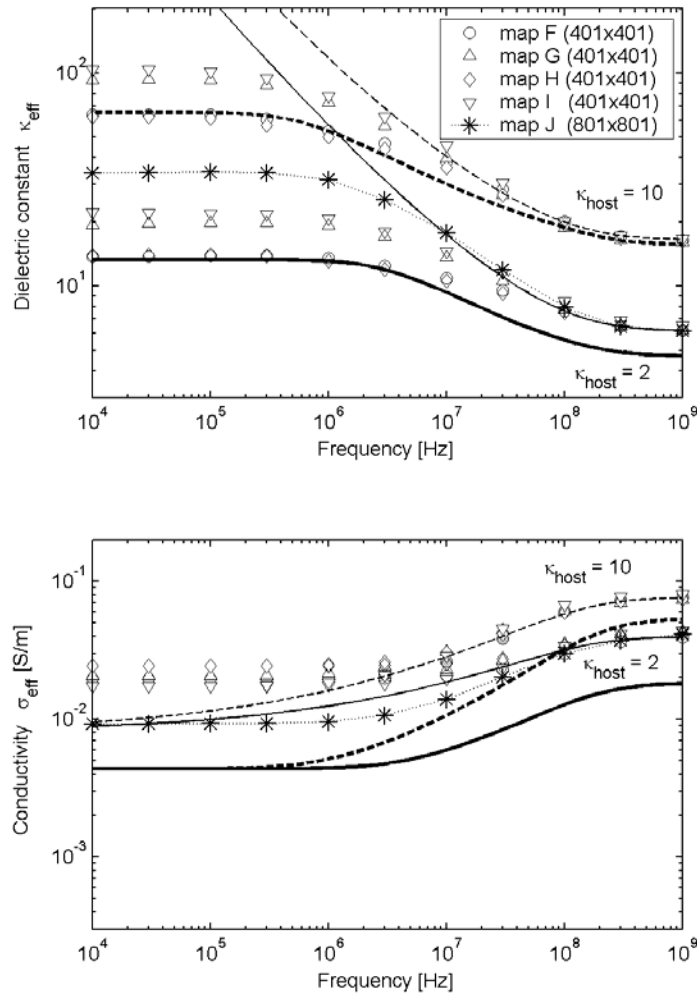 map F (401x401)
map G (401x401)
map H (401x401)
map I (401x401)
map J (801x801)
10²
10¹
Dielectric constant κeff
κhost = 10
κhost = 2
10⁴ 10⁵ 10⁶ 10⁷ 10⁸ 10⁹
Frequency [Hz]
10⁻¹
10⁻²
10⁻³
Conductivity σeff [S/m]
κhost = 10
κhost = 2
10⁴ 10⁵ 10⁶ 10⁷ 10⁸ 10⁹
Frequency [Hz]